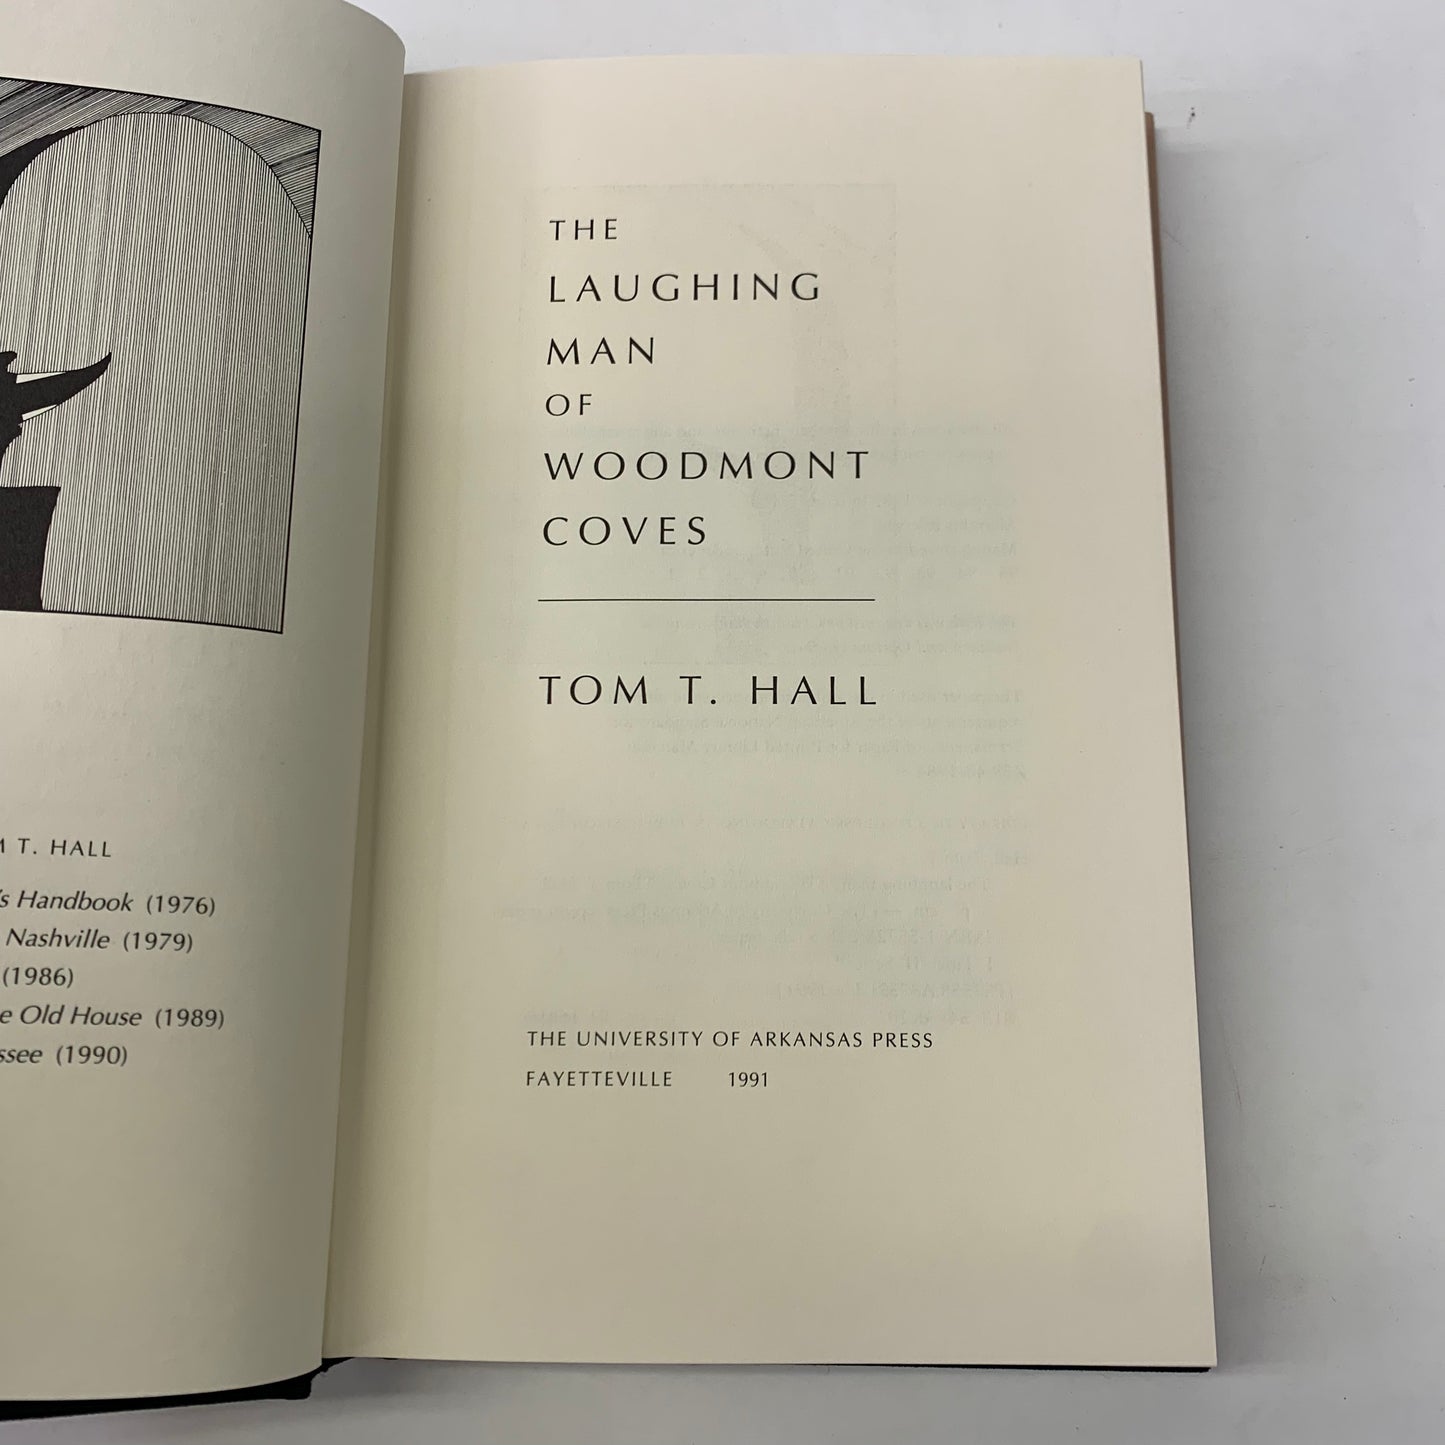 M T. HALL
's Handbook (1976)
Nashville (1979)
(1986)
e Old House (1989)
ssee (1990)
THE
LAUGHING
MAN
OF
WOODMONT
COVES
TOM T. HALL
THE UNIVERSITY OF ARKANSAS PRESS
FAYETTEVILLE 1991